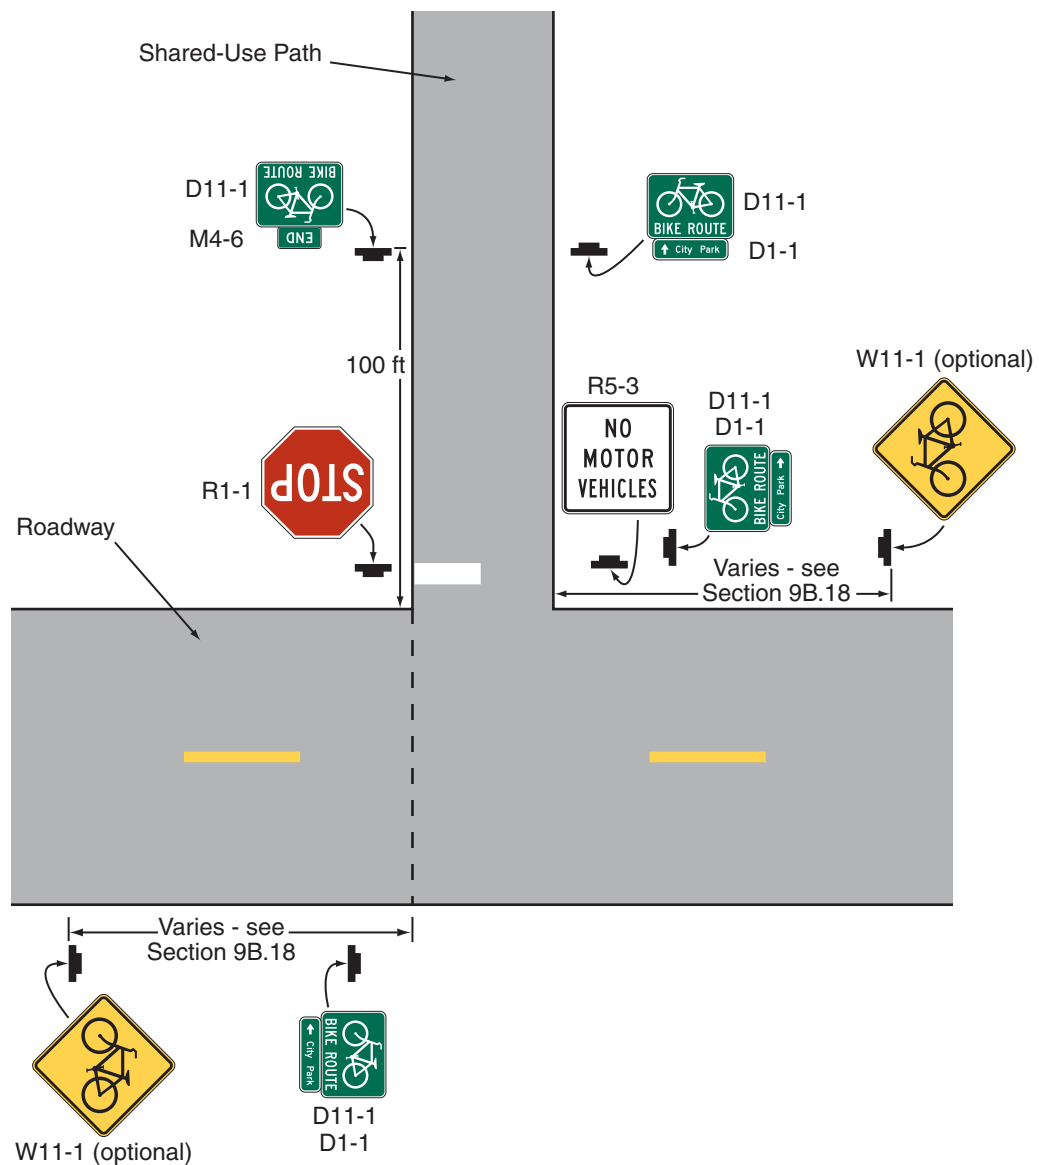 Shared-Use Path
D11-1
M4-6
BIKE ROUTE
END
BIKE ROUTE
City Park
D11-1
D1-1
100 ft
W11-1 (optional)
R5-3
NO
MOTOR
VEHICLES
D11-1
D1-1
BIKE ROUTE
City Park
R1-1
STOP
Roadway
Varies - see
Section 9B.18
Varies - see
Section 9B.18
City Park
BIKE ROUTE
D11-1
D1-1
W11-1 (optional)